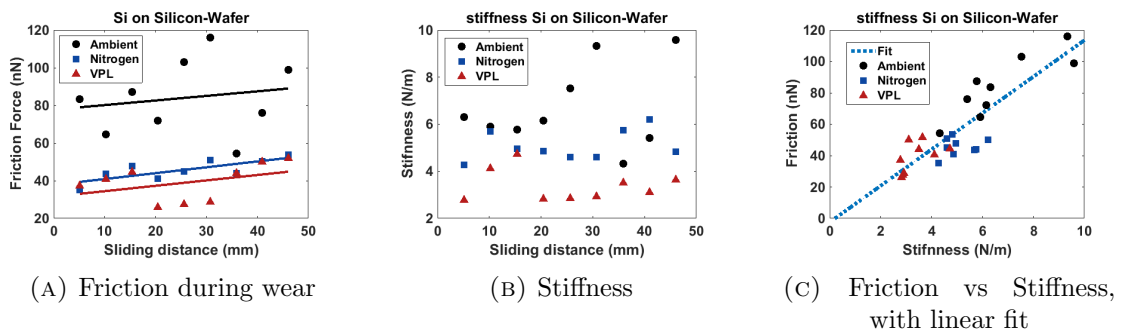 Si on Silicon-Wafer
120
100
80
60
40
20
0 10 20 30 40 50
Friction Force (nN)
Sliding distance (mm)
Ambient
Nitrogen
VPL
(A) Friction during wear
stiffness Si on Silicon-Wafer
10
8
6
4
2
0 10 20 30 40 50
Stifnness (N/m)
Sliding distance (mm)
Ambient
Nitrogen
VPL
(B) Stiffness
stiffness Si on Silicon-Wafer
120
100
80
60
40
20
0
0 2 4 6 8 10
Friction (nN)
Stifnness (N/m)
Fit
Ambient
Nitrogen
VPL
(C) Friction vs Stiffness,
with linear fit